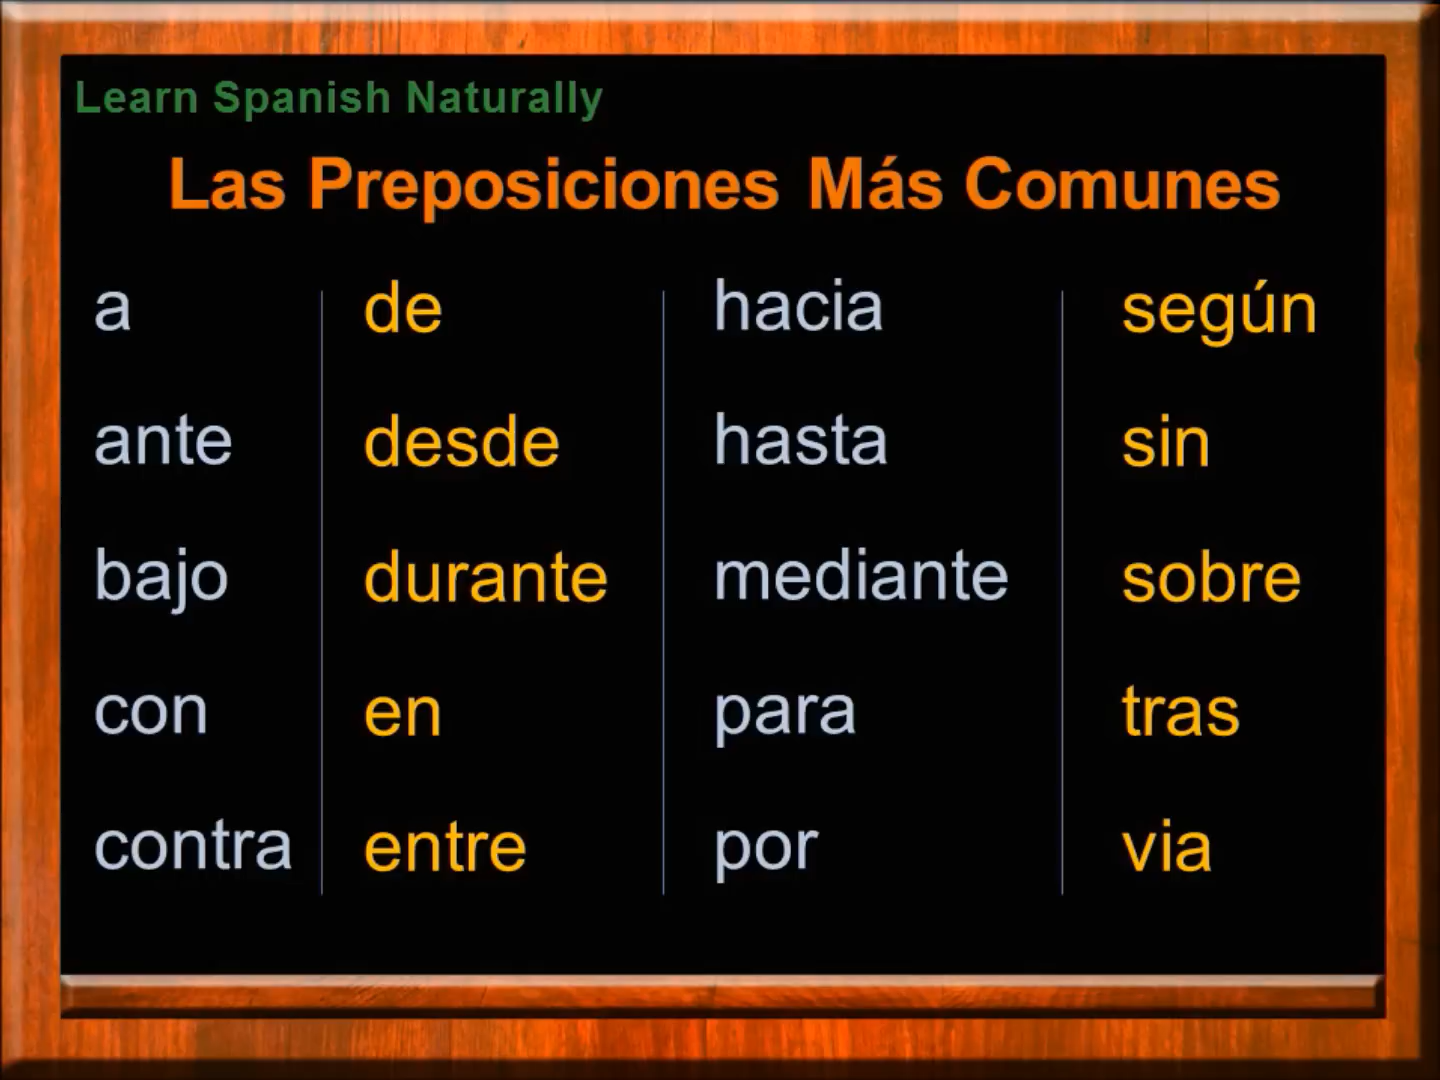 Learn Spanish Naturally
Las Preposiciones Más Comunes
a de hacia según
ante desde hasta sin
bajo durante mediante sobre
con en para tras
contra entre por via